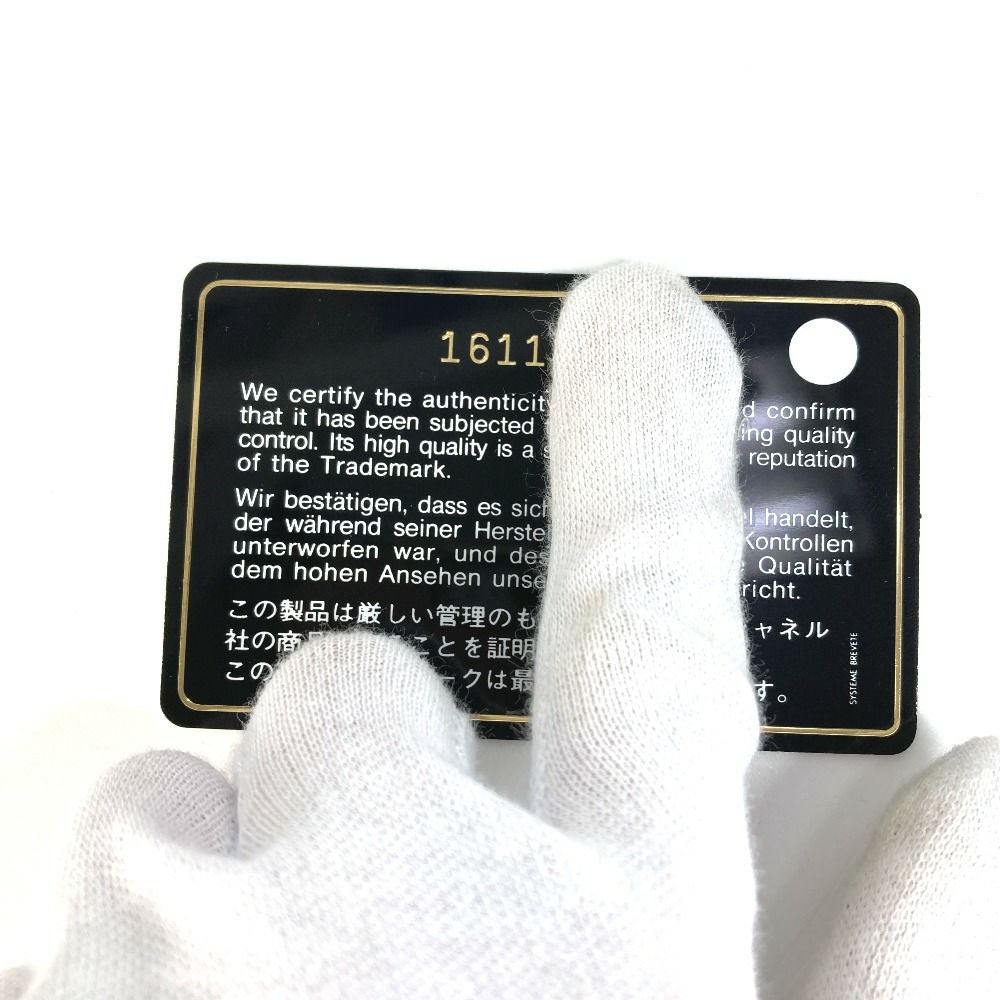 1611
We certify the authenticity confirm
that it has been subjected quality
control. Its high quality is a reputation
of the Trademark.
Wir bestätigen, dass es sich handelt,
der während seiner Kontrollen
unterworfen war, und Qualität
dem hohen Ansehen
この製品は厳しい管理のも ャネル
社の商 ことを証明
この ークは最 す。
SYSTEME BREVETE